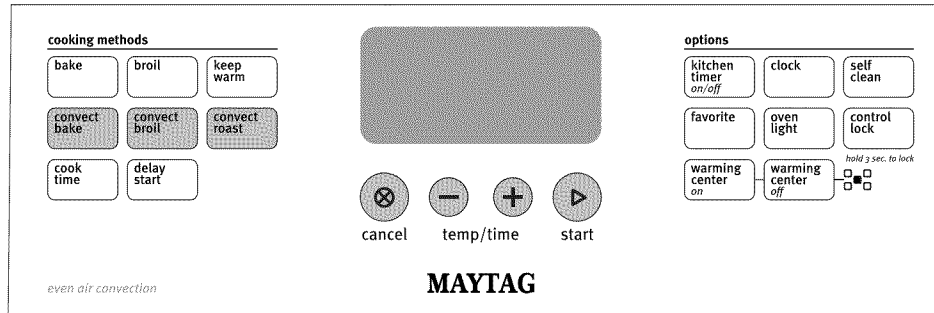 cooking methods
bake
broil
keep
warm
convect
bake
convect
broil
convect
roast
cook
time
delay
start
cancel
temp/time
start
options
kitchen
timer
on/off
clock
self
clean
favorite
oven
light
control
lock
hold 3 sec. to lock
warming
center
on
warming
center
off
even air convection
MAYTAG